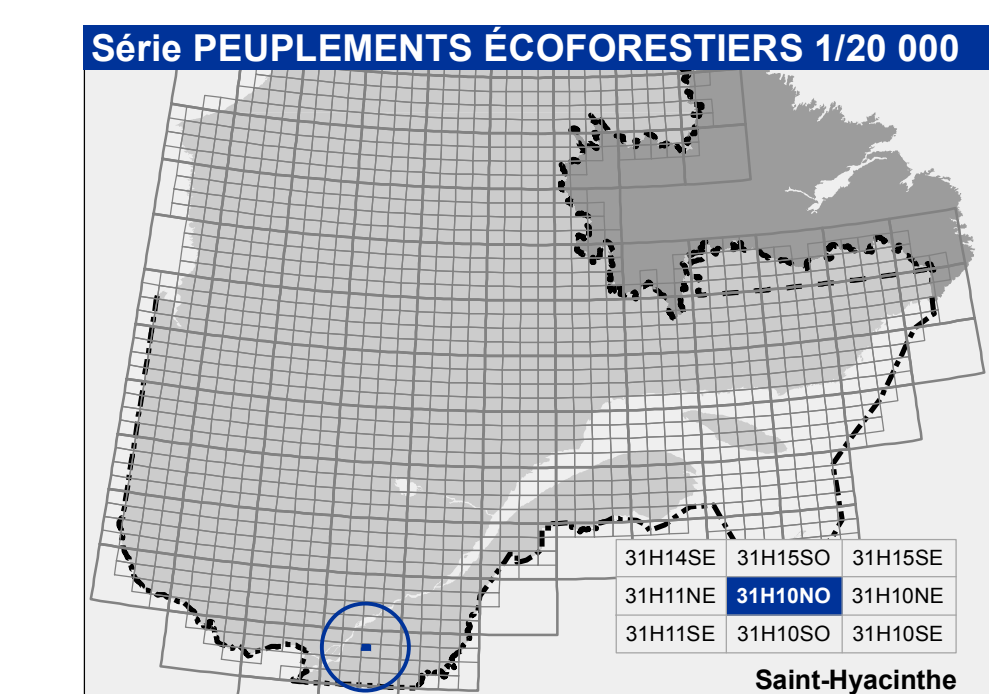 Série PEUPLEMENTS ÉCOFORESTIERS 1/20 000
31H14SE 31H15SO 31H15SE
31H11NE 31H10NO 31H10NE
31H11SE 31H10SO 31H10SE
Saint-Hyacinthe